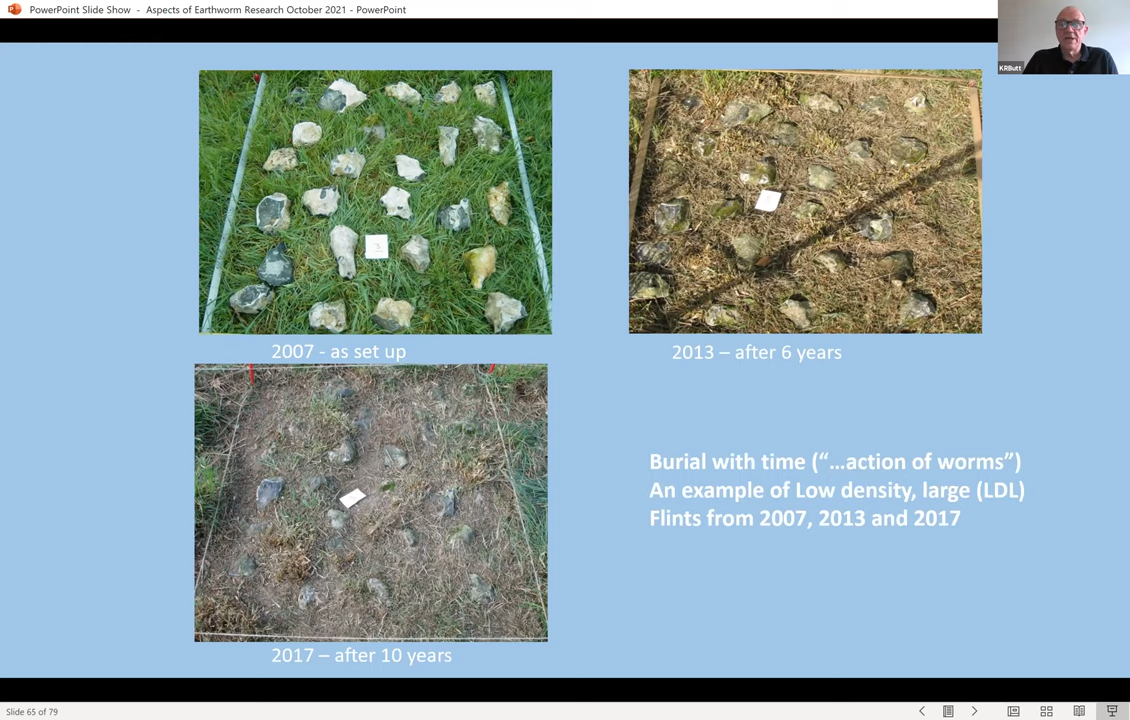 PowerPoint Slide Show - Aspects of Earthworm Research October 2021 - PowerPoint
KRButt
3
2007 - as set up
2013 – after 6 years
2017 – after 10 years
Burial with time (“…action of worms”)
An example of Low density, large (LDL)
Flints from 2007, 2013 and 2017
Slide 65 of 79